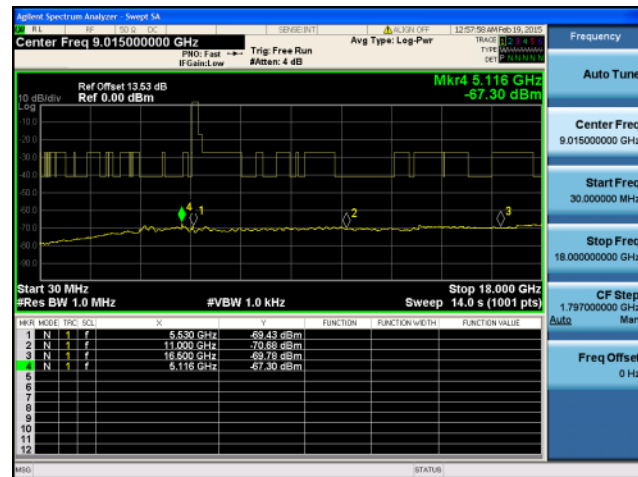 Agilent Spectrum Analyzer - Swept SA
RL RF 50 Ω DC SENSE:INT ALIGN OFF 12:57:58 AM Feb 19, 2015
Center Freq 9.015000000 GHz
PNO: Fast
IFGain:Low
Trig: Free Run
#Atten: 4 dB
Avg Type: Log-Pwr
TRACE 1 2 3 4 5 6
TYPE
DET P N N N N N
Mkr4 5.116 GHz
-67.30 dBm
Ref Offset 13.53 dB
Ref 0.00 dBm
10 dB/div
Log
-10.0
-20.0
-30.0
-40.0
-50.0
-60.0
-70.0
-80.0
-90.0
4 1 2 3
Start 30 MHz
Stop 18.000 GHz
#Res BW 1.0 MHz #VBW 1.0 kHz Sweep 14.0 s (1001 pts)
MKR MODE TRC SCL X Y FUNCTION FUNCTION WIDTH FUNCTION VALUE
1 N 1 f 5.530 GHz -69.43 dBm
2 N 1 f 11.000 GHz -70.68 dBm
3 N 1 f 16.500 GHz -69.78 dBm
4 N 1 f 5.116 GHz -67.30 dBm
5
6
7
8
9
10
11
12
MSG STATUS
Frequency
Auto Tune
Center Freq
9.015000000 GHz
Start Freq
30.000000 MHz
Stop Freq
18.000000000 GHz
CF Step
1.797000000 GHz
Auto Man
Freq Offset
0 Hz